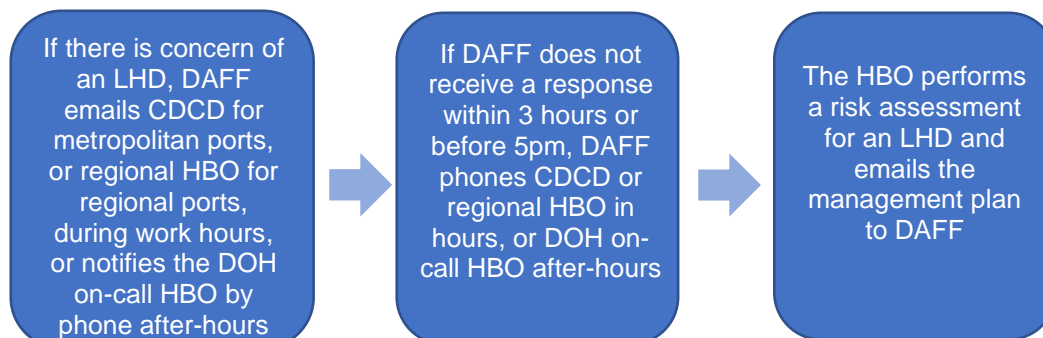 If there is concern of
an LHD, DAFF
emails CDCD for
metropolitan ports,
or regional HBO for
regional ports,
during work hours,
or notifies the DOH
on-call HBO by
phone after-hours
If DAFF does not
receive a response
within 3 hours or
before 5pm, DAFF
phones CDCD or
regional HBO in
hours, or DOH on-
call HBO after-hours
The HBO performs
a risk assessment
for an LHD and
emails the
management plan
to DAFF